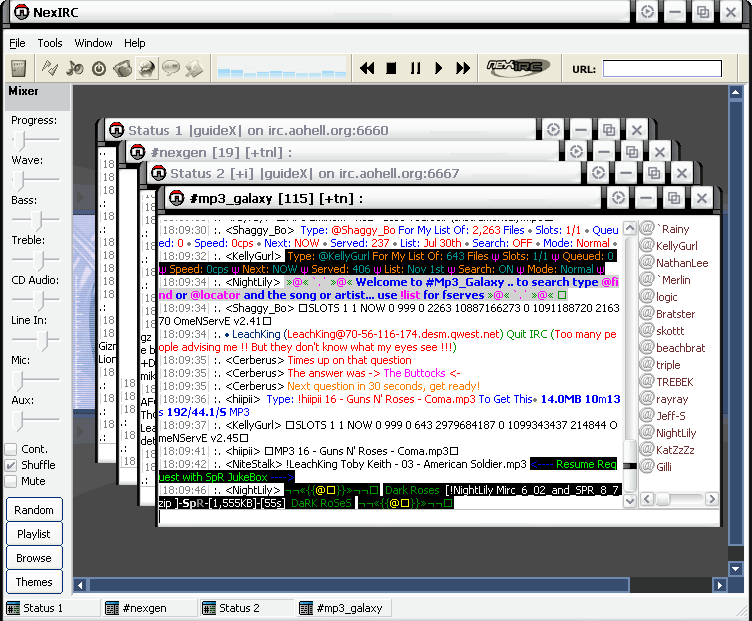 NexIRC
File Tools Window Help
NEXIRC
URL:
Mixer
Progress:
Wave:
Bass:
Treble:
CD Audio:
Line In:
Mic:
Aux:
Cont.
Shuffle
Mute
Random
Playlist
Browse
Themes
Status 1 |guideX| on irc.aohell.org:6660
#nexgen [19] [+tnl] :
Status 2 [+i] |guideX| on irc.aohell.org:6667
#mp3_galaxy [115] [+tn] :
18:09:30 :. <Shaggy_Bo> Type: @Shaggy_Bo For My List Of: 2,263 Files • Slots: 1/1 • Queu
ed: 0 • Speed: 0cps • Next: NOW • Served: 237 • List: Jul 30th • Search: OFF • Mode: Normal •
18:09:32 :. <KellyGurl> Type: @KellyGurl For My List Of: 643 Files ψ Slots: 1/1 ψ Queued: 0
ψ Speed: 0cps ψ Next: NOW ψ Served: 406 ψ List: Nov 1st ψ Search: ON ψ Mode: Normal ψ
18:09:34 :. <NightLily> »@« `.,´ »@« Welcome to #Mp3_Galaxy .. to search type @fi
nd or @locator and the song or artist... use !list for fservs »@« `.,´ »@« □
18:09:34 :. <Shaggy_Bo> □SLOTS 1 1 NOW 0 999 0 2263 10887166273 0 1091188720 2163
70 OmeNServE v2.41□
18:09:34 :. • LeachKing (LeachKing@70-56-116-174.desm.qwest.net) Quit IRC (Too many pe
ople advising me !! But they don't know what my eyes see !!!)
18:09:35 :. <Cerberus> Times up on that question
18:09:35 :. <Cerberus> The answer was -> The Buttocks <-
18:09:35 :. <Cerberus> Next question in 30 seconds, get ready!
18:09:36 :. <hiipii> Type: !hiipii 16 - Guns N' Roses - Coma.mp3 To Get This• 14.0MB 10m13
s 192/44.1/S MP3
18:09:37 :. <KellyGurl> □SLOTS 1 1 NOW 0 999 0 643 2979684187 0 1099343437 214844 O
meNServE v2.45□
18:09:41 :. <hiipii> □MP3 16 - Guns N' Roses - Coma.mp3□
18:09:42 :. <NiteStalk> !LeachKing Toby Keith - 03 - American Soldier.mp3 <--- Resume Req
uest with SpR JukeBox --->
18:09:46 :. <NightLily> ¬¬«{{@□}}»¬¬□ Dark Roses [!NightLily Mirc_6_02_and_SPR_8_7
zip ]-SpR-[1,555KB]-[55s] DaRK RoSeS ¬¬«{{@□}}»¬¬□
`Rainy
KellyGurl
NathanLee
`Merlin
logic
Bratster
skottt
beachbrat
triple
TREBEK
rayray
Jeff-S
NightLily
KatZzZz
Gilli
Status 1 #nexgen Status 2 #mp3_galaxy